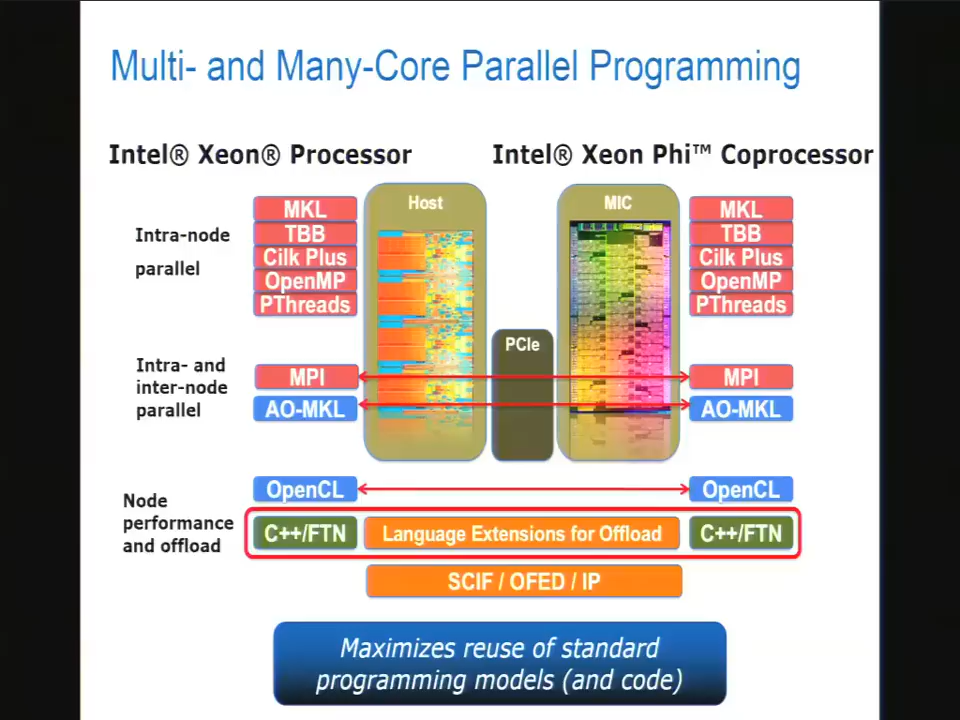 Multi- and Many-Core Parallel Programming
Intel® Xeon® Processor
Intel® Xeon Phi™ Coprocessor
Host
MIC
Intra-node
parallel
MKL
TBB
Cilk Plus
OpenMP
PThreads
MKL
TBB
Cilk Plus
OpenMP
PThreads
PCIe
Intra- and
inter-node
parallel
MPI
AO-MKL
MPI
AO-MKL
Node
performance
and offload
OpenCL
OpenCL
C++/FTN
Language Extensions for Offload
C++/FTN
SCIF / OFED / IP
Maximizes reuse of standard
programming models (and code)